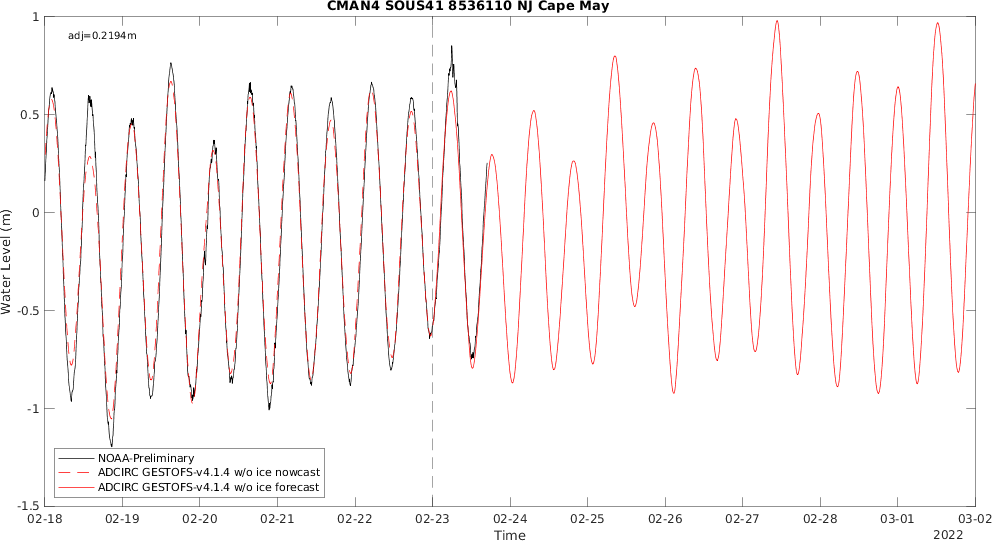 CMAN4 SOUS41 8536110 NJ Cape May
adj=0.2194m
1
0.5
0
-0.5
-1
-1.5
Water Level (m)
NOAA-Preliminary
ADCIRC GESTOFS-v4.1.4 w/o ice nowcast
ADCIRC GESTOFS-v4.1.4 w/o ice forecast
02-18 02-19 02-20 02-21 02-22 02-23 02-24 02-25 02-26 02-27 02-28 03-01 03-02
Time
2022